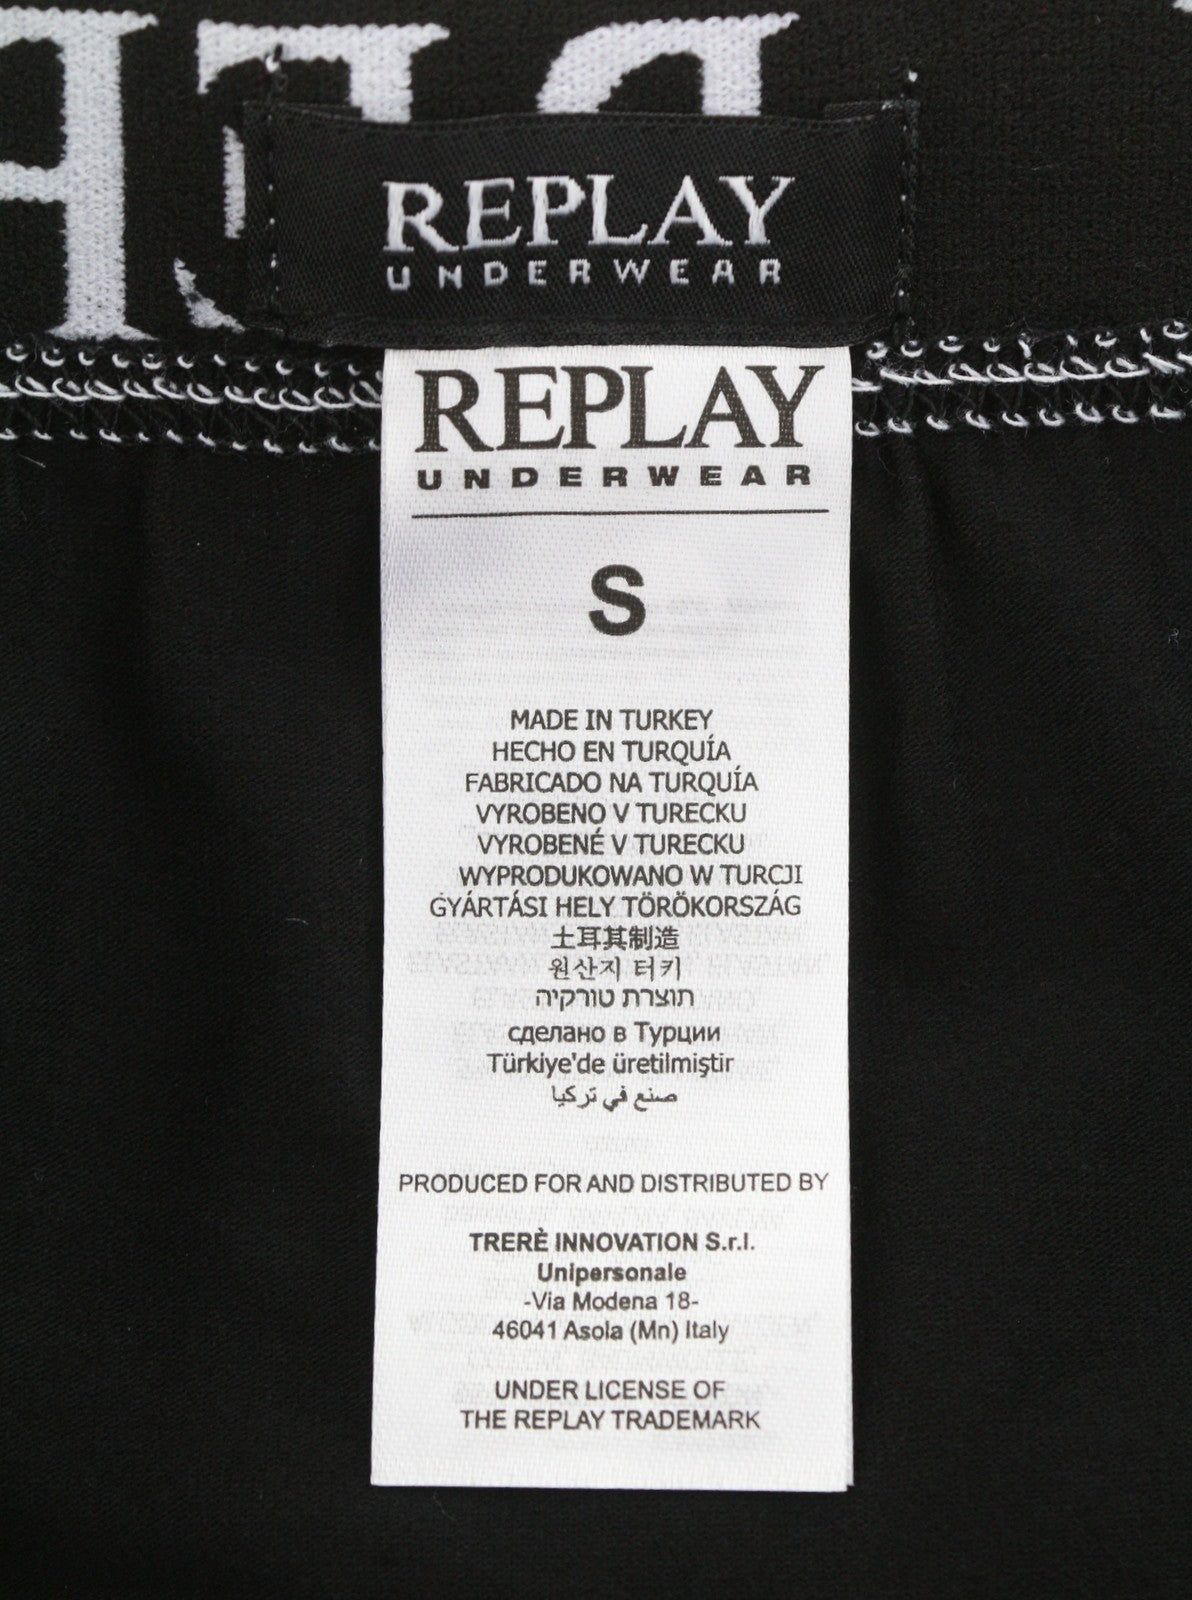 REPLAY
UNDERWEAR
REPLAY
UNDERWEAR
S
MADE IN TURKEY
HECHO EN TURQUÍA
FABRICADO NA TURQUÍA
VYROBENO V TURECKU
VYROBENÉ V TURECKU
WYPRODUKOWANO W TURCJI
GYÁRTÁSI HELY TÖRÖKORSZÁG
土耳其制造
원산지 터키
תוצרת טורקיה
сделано в Турции
Türkiye'de üretilmiştir
صنع في تركيا
PRODUCED FOR AND DISTRIBUTED BY
TRERÈ INNOVATION S.r.l.
Unipersonale
-Via Modena 18-
46041 Asola (Mn) Italy
UNDER LICENSE OF
THE REPLAY TRADEMARK